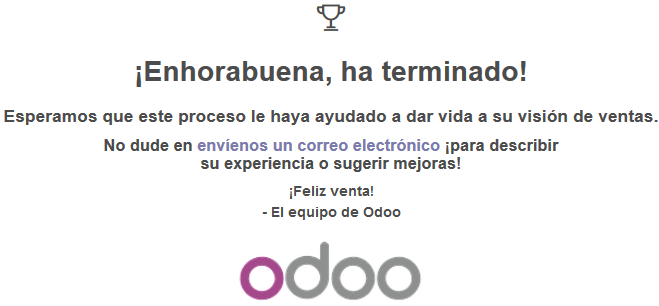 ¡Enhorabuena, ha terminado!
Esperamos que este proceso le haya ayudado a dar vida a su visión de ventas.
No dude en envíenos un correo electrónico ¡para describir
su experiencia o sugerir mejoras!
¡Feliz venta!
- El equipo de Odoo
odoo